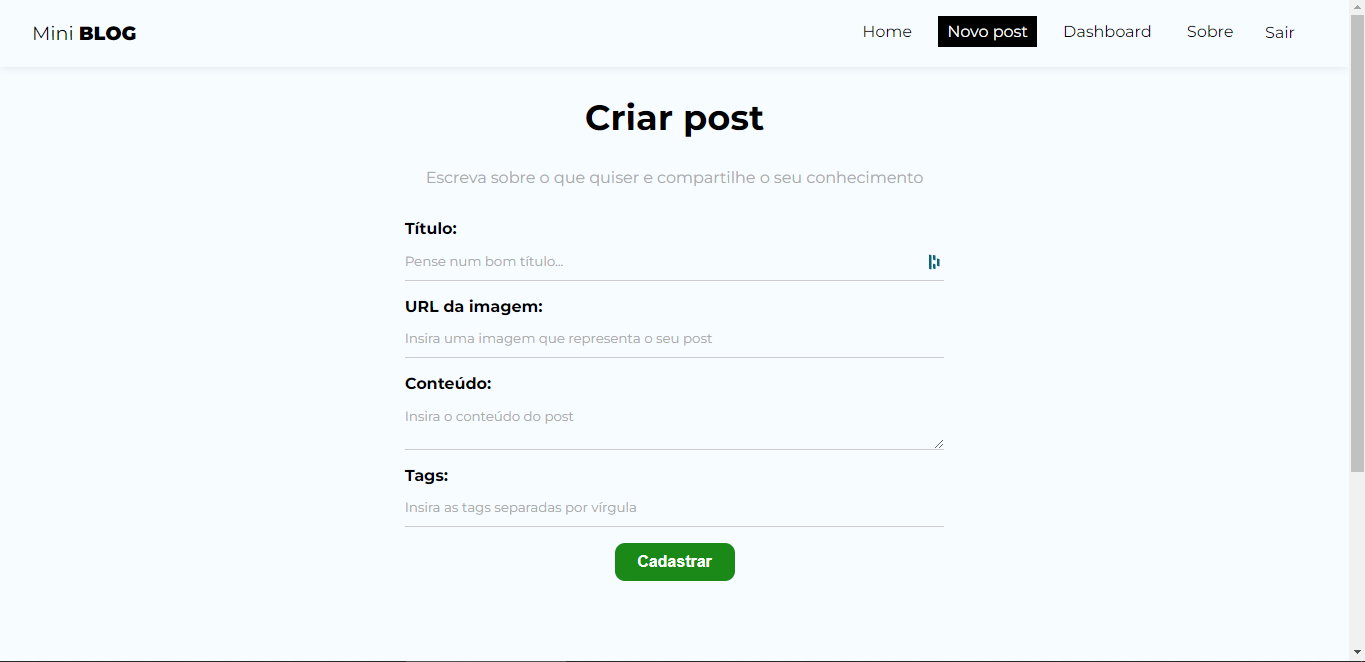 Mini BLOG
Home Novo post Dashboard Sobre Sair
Criar post
Escreva sobre o que quiser e compartilhe o seu conhecimento
Título:
Pense num bom título...
URL da imagem:
Insira uma imagem que representa o seu post
Conteúdo:
Insira o conteúdo do post
Tags:
Insira as tags separadas por vírgula
Cadastrar